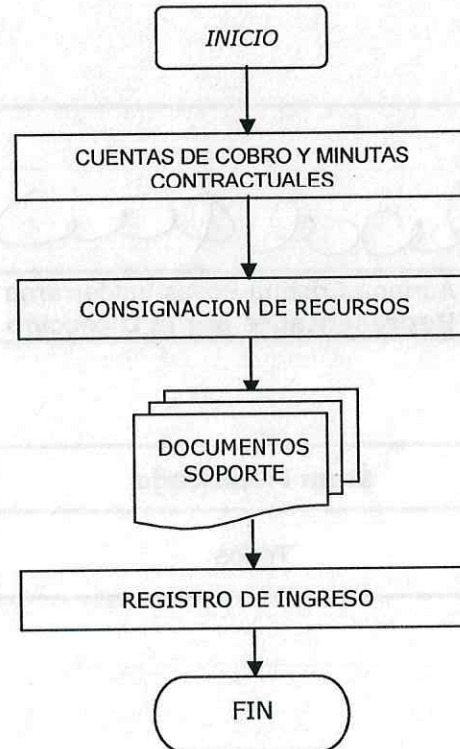 INICIO
CUENTAS DE COBRO Y MINUTAS
CONTRACTUALES
CONSIGNACION DE RECURSOS
DOCUMENTOS
SOPORTE
REGISTRO DE INGRESO
FIN